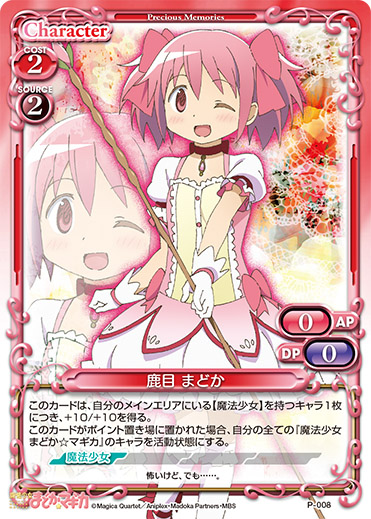 Precious Memories
Character
COST
2
SOURCE
2
0 AP
DP 0
鹿目 まどか
このカードは、自分のメインエリアにいる【魔法少女】を持つキャラ1枚
につき、+10/+10を得る。
このカードがポイント置き場に置かれた場合、自分の全ての『魔法少女
まどか☆マギカ』のキャラを活動状態にする。
魔法少女
怖いけど、でも……。
©Magica Quartet／Aniplex・Madoka Partners・MBS
P-008